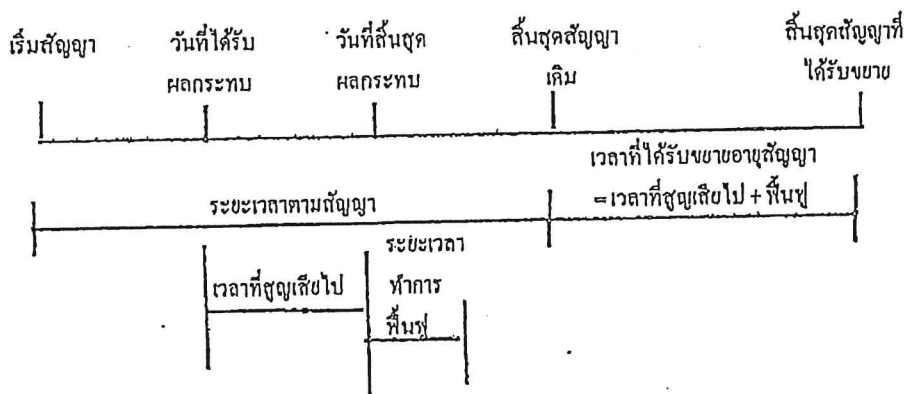 เริ่มสัญญา
วันที่ได้รับ
ผลกระทบ
วันที่สิ้นสุด
ผลกระทบ
สิ้นสุดสัญญา
เดิม
สิ้นสุดสัญญาที่
ได้รับขยาย
เวลาที่ได้รับขยายอายุสัญญา
=เวลาที่สูญเสียไป + ฟื้นฟู
ระยะเวลาตามสัญญา
ระยะเวลา
ทำการ
ฟื้นฟู
เวลาที่สูญเสียไป